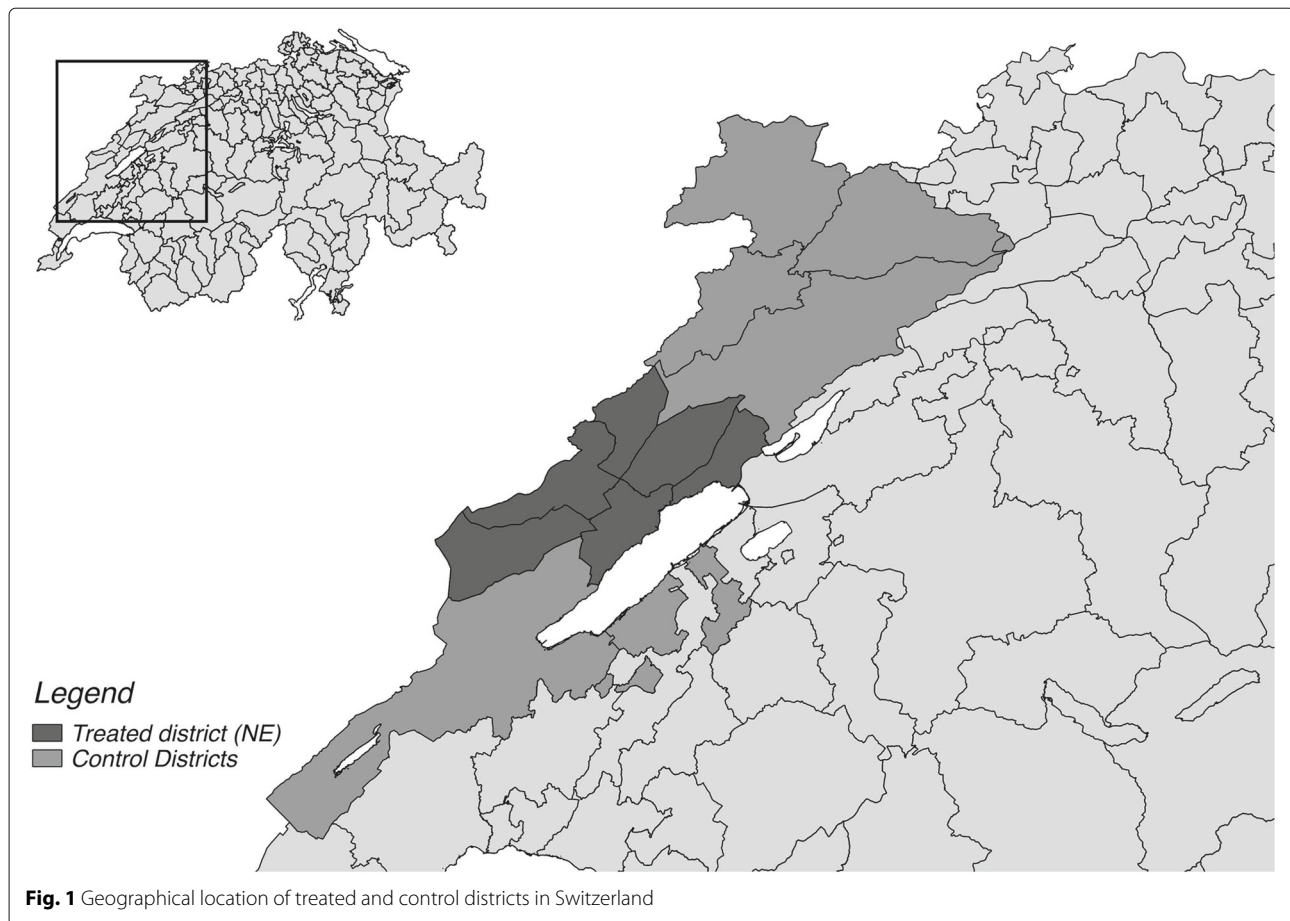 Legend
Treated district (NE)
Control Districts
Fig. 1 Geographical location of treated and control districts in Switzerland